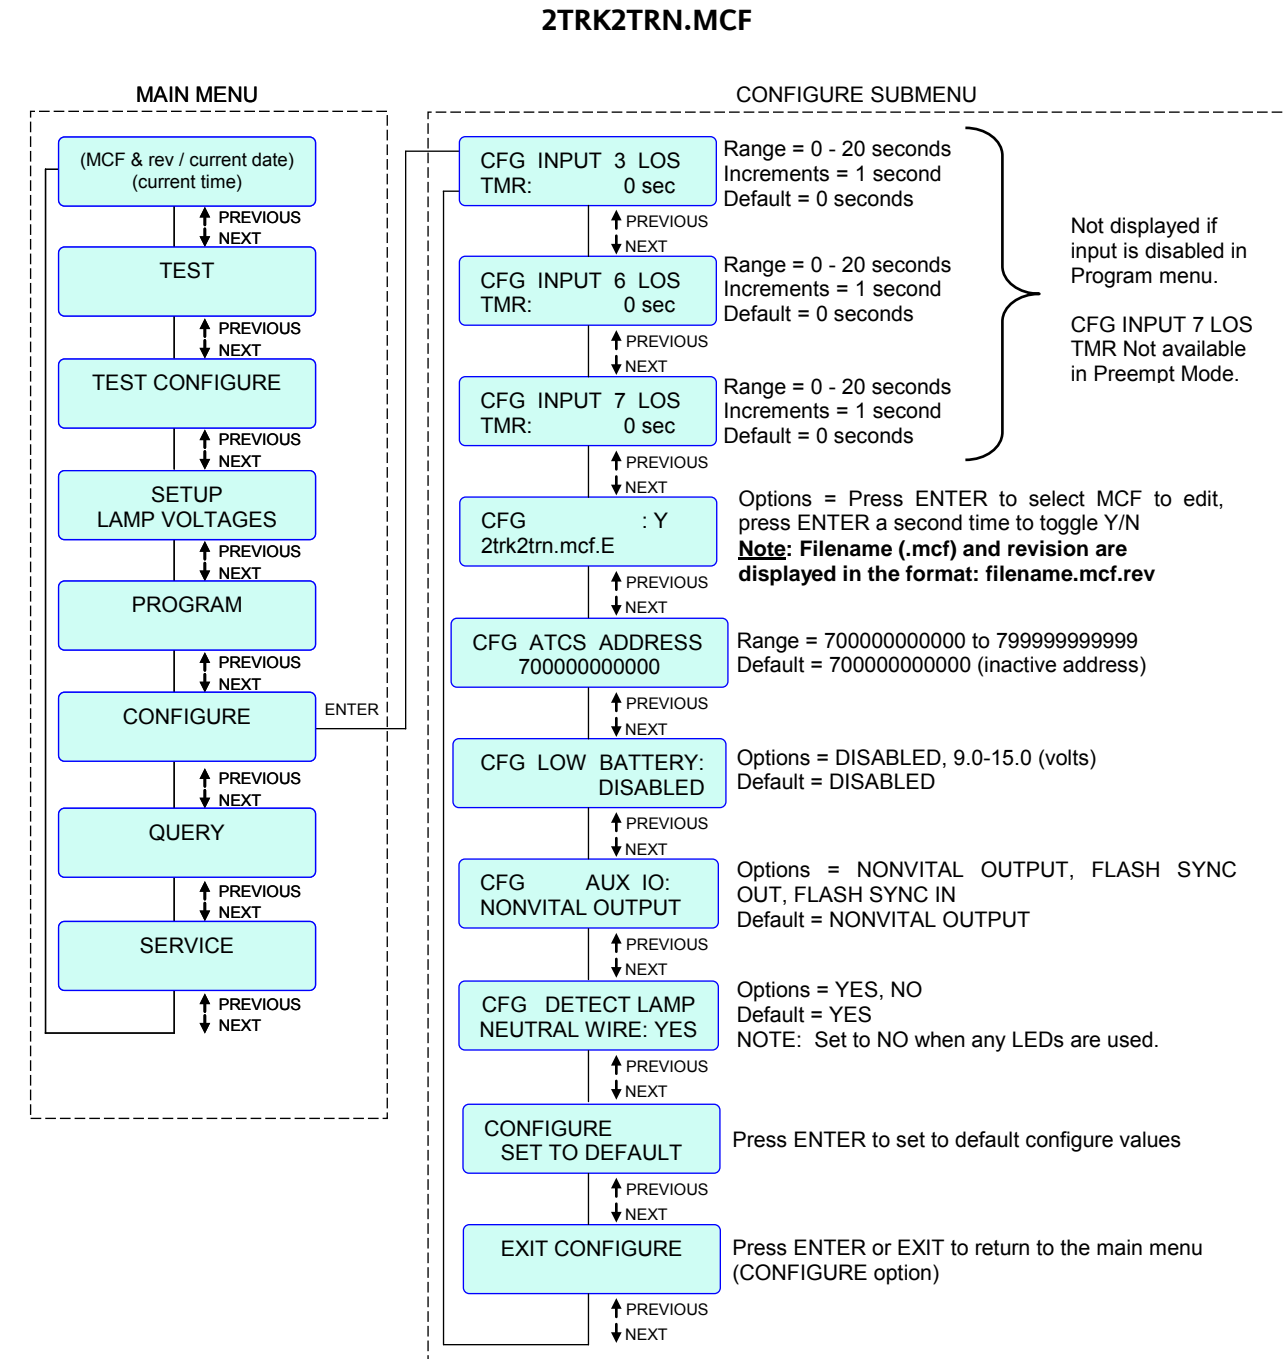 2TRK2TRN.MCF
MAIN MENU
(MCF & rev / current date)
(current time)
PREVIOUS
NEXT
TEST
PREVIOUS
NEXT
TEST CONFIGURE
PREVIOUS
NEXT
SETUP
LAMP VOLTAGES
PREVIOUS
NEXT
PROGRAM
PREVIOUS
NEXT
CONFIGURE
ENTER
PREVIOUS
NEXT
QUERY
PREVIOUS
NEXT
SERVICE
PREVIOUS
NEXT
CONFIGURE SUBMENU
CFG INPUT 3 LOS
TMR: 0 sec
Range = 0 - 20 seconds
Increments = 1 second
Default = 0 seconds
PREVIOUS
NEXT
CFG INPUT 6 LOS
TMR: 0 sec
Range = 0 - 20 seconds
Increments = 1 second
Default = 0 seconds
PREVIOUS
NEXT
CFG INPUT 7 LOS
TMR: 0 sec
Range = 0 - 20 seconds
Increments = 1 second
Default = 0 seconds
Not displayed if
input is disabled in
Program menu.
CFG INPUT 7 LOS
TMR Not available
in Preempt Mode.
PREVIOUS
NEXT
CFG : Y
2trk2trn.mcf.E
Options = Press ENTER to select MCF to edit,
press ENTER a second time to toggle Y/N
Note: Filename (.mcf) and revision are
displayed in the format: filename.mcf.rev
PREVIOUS
NEXT
CFG ATCS ADDRESS
700000000000
Range = 700000000000 to 799999999999
Default = 700000000000 (inactive address)
PREVIOUS
NEXT
CFG LOW BATTERY:
DISABLED
Options = DISABLED, 9.0-15.0 (volts)
Default = DISABLED
PREVIOUS
NEXT
CFG AUX IO:
NONVITAL OUTPUT
Options = NONVITAL OUTPUT, FLASH SYNC
OUT, FLASH SYNC IN
Default = NONVITAL OUTPUT
PREVIOUS
NEXT
CFG DETECT LAMP
NEUTRAL WIRE: YES
Options = YES, NO
Default = YES
NOTE: Set to NO when any LEDs are used.
PREVIOUS
NEXT
CONFIGURE
SET TO DEFAULT
Press ENTER to set to default configure values
PREVIOUS
NEXT
EXIT CONFIGURE
Press ENTER or EXIT to return to the main menu
(CONFIGURE option)
PREVIOUS
NEXT